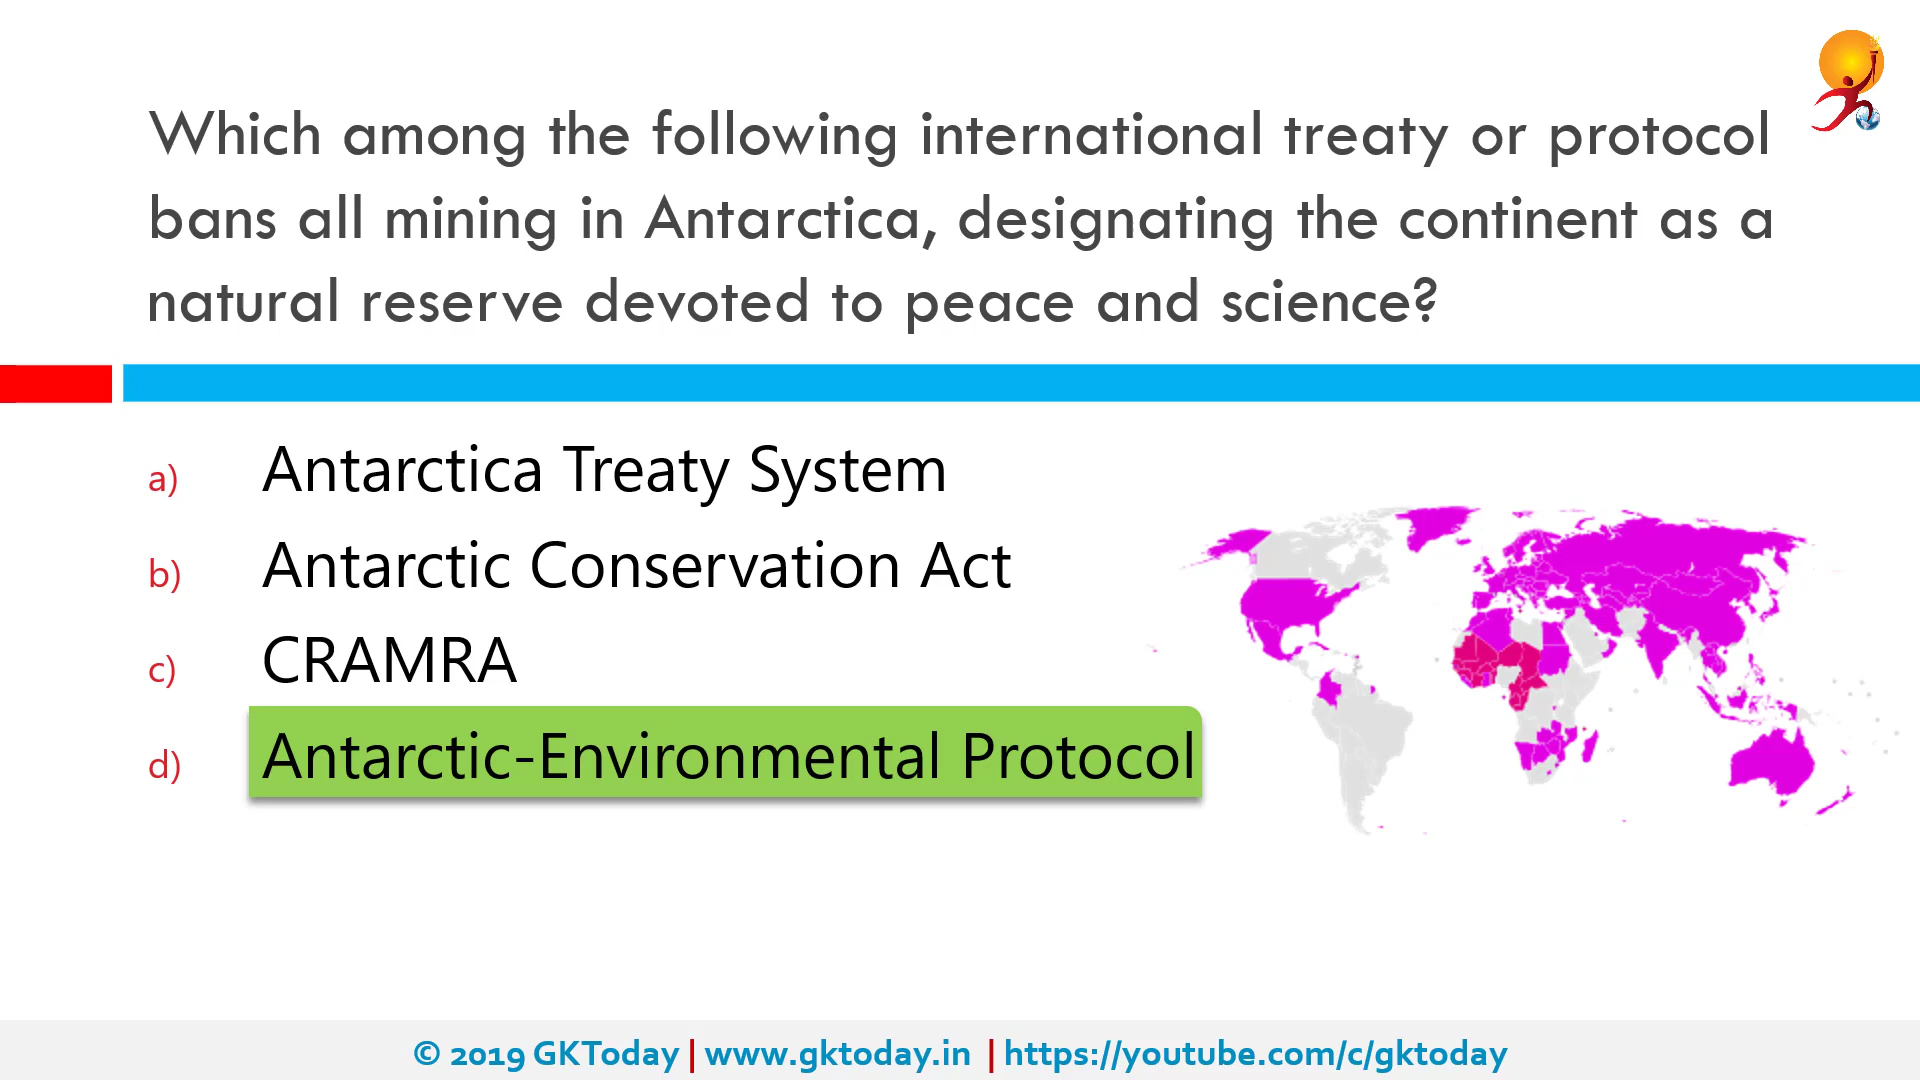 Which among the following international treaty or protocol
bans all mining in Antarctica, designating the continent as a
natural reserve devoted to peace and science?
a) Antarctica Treaty System
b) Antarctic Conservation Act
c) CRAMRA
d) Antarctic-Environmental Protocol
© 2019 GKToday | www.gktoday.in | https://youtube.com/c/gktoday